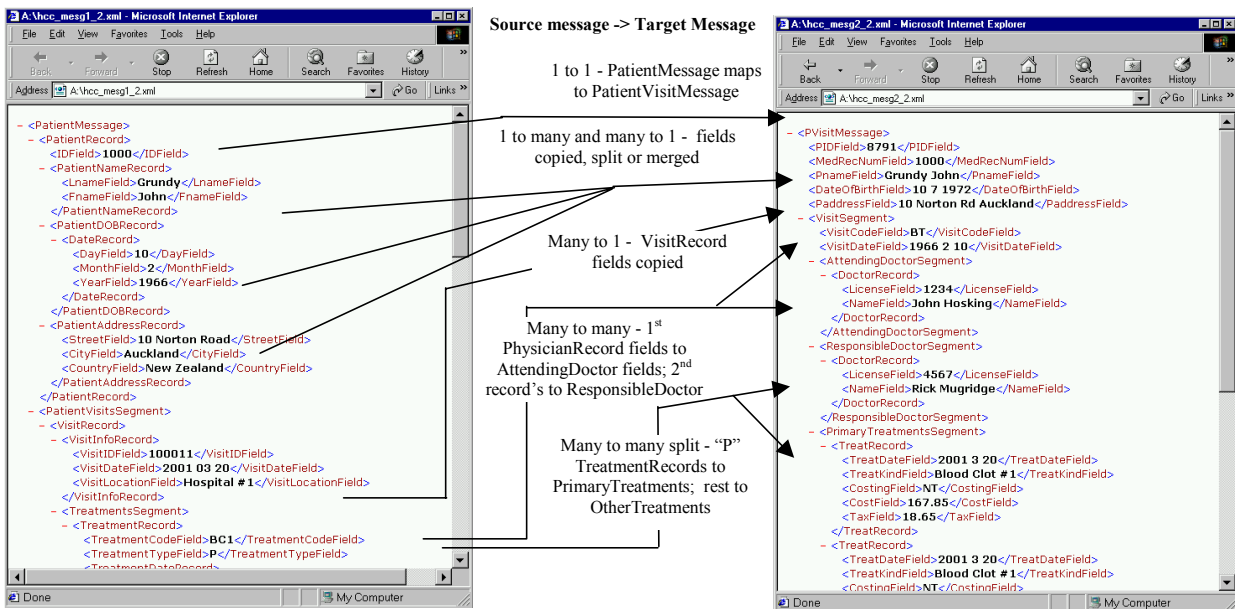 A:\hcc_mesg1_2.xml - Microsoft Internet Explorer
File Edit View Favorites Tools Help
»
Back Forward Stop Refresh Home Search Favorites History
Address A:\hcc_mesg1_2.xml Go Links »
- <PatientMessage>
- <PatientRecord>
<IDField>1000</IDField>
- <PatientNameRecord>
<LnameField>Grundy</LnameField>
<FnameField>John</FnameField>
</PatientNameRecord>
- <PatientDOBRecord>
- <DateRecord>
<DayField>10</DayField>
<MonthField>2</MonthField>
<YearField>1966</YearField>
</DateRecord>
</PatientDOBRecord>
- <PatientAddressRecord>
<StreetField>10 Norton Road</StreetField>
<CityField>Auckland</CityField>
<CountryField>New Zealand</CountryField>
</PatientAddressRecord>
</PatientRecord>
- <PatientVisitsSegment>
- <VisitRecord>
- <VisitInfoRecord>
<VisitIDField>100011</VisitIDField>
<VisitDateField>2001 03 20</VisitDateField>
<VisitLocationField>Hospital #1</VisitLocationField>
</VisitInfoRecord>
- <TreatmentsSegment>
- <TreatmentRecord>
<TreatmentCodeField>BC1</TreatmentCodeField>
<TreatmentTypeField>P</TreatmentTypeField>
<TreatmentDateRecord>
Done My Computer
Source message -> Target Message
1 to 1 - PatientMessage maps
to PatientVisitMessage
1 to many and many to 1 - fields
copied, split or merged
Many to 1 - VisitRecord
fields copied
Many to many - 1st
PhysicianRecord fields to
AttendingDoctor fields; 2nd
record's to ResponsibleDoctor
Many to many split - “P”
TreatmentRecords to
PrimaryTreatments; rest to
OtherTreatments
A:\hcc_mesg2_2.xml - Microsoft Internet Explorer
File Edit View Favorites Tools Help
»
Back Forward Stop Refresh Home Search Favorites History
Address A:\hcc_mesg2_2.xml Go Links »
- <PVisitMessage>
<PIDField>8791</PIDField>
<MedRecNumField>1000</MedRecNumField>
<PnameField>Grundy John</PnameField>
<DateOfBirthField>10 7 1972</DateOfBirthField>
<PaddressField>10 Norton Rd Auckland</PaddressField>
- <VisitSegment>
<VisitCodeField>BT</VisitCodeField>
<VisitDateField>1966 2 10</VisitDateField>
- <AttendingDoctorSegment>
- <DoctorRecord>
<LicenseField>1234</LicenseField>
<NameField>John Hosking</NameField>
</DoctorRecord>
</AttendingDoctorSegment>
- <ResponsibleDoctorSegment>
- <DoctorRecord>
<LicenseField>4567</LicenseField>
<NameField>Rick Mugridge</NameField>
</DoctorRecord>
</ResponsibleDoctorSegment>
- <PrimaryTreatmentsSegment>
- <TreatRecord>
<TreatDateField>2001 3 20</TreatDateField>
<TreatKindField>Blood Clot #1</TreatKindField>
<CostingField>NT</CostingField>
<CostField>167.85</CostField>
<TaxField>18.65</TaxField>
</TreatRecord>
- <TreatRecord>
<TreatDateField>2001 3 20</TreatDateField>
<TreatKindField>Blood Clot #1</TreatKindField>
<CostingField>NT</CostingField>
Done My Computer